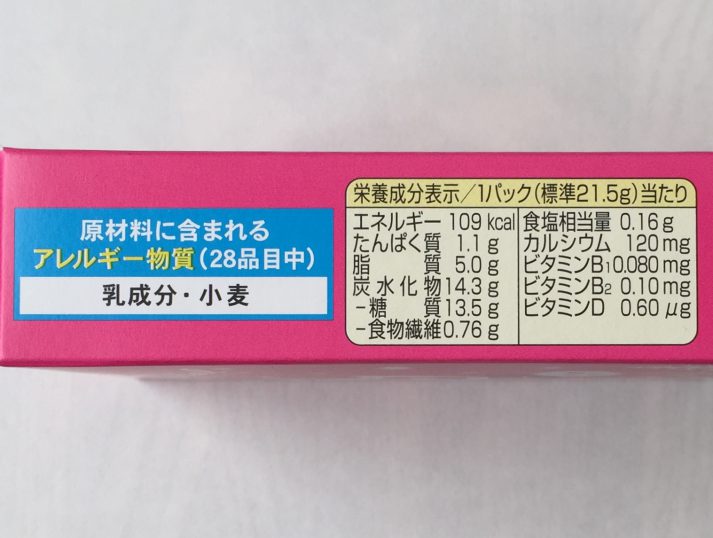 原材料に含まれる
アレルギー物質(28品目中)
乳成分・小麦
栄養成分表示/1パック(標準21.5g)当たり
エネルギー 109 kcal
たんぱく質 1.1 g
脂 質 5.0 g
炭水化物 14.3 g
-糖 質 13.5 g
-食物繊維 0.76 g
食塩相当量 0.16 g
カルシウム 120 mg
ビタミンB1 0.080 mg
ビタミンB2 0.10 mg
ビタミンD 0.60 μg